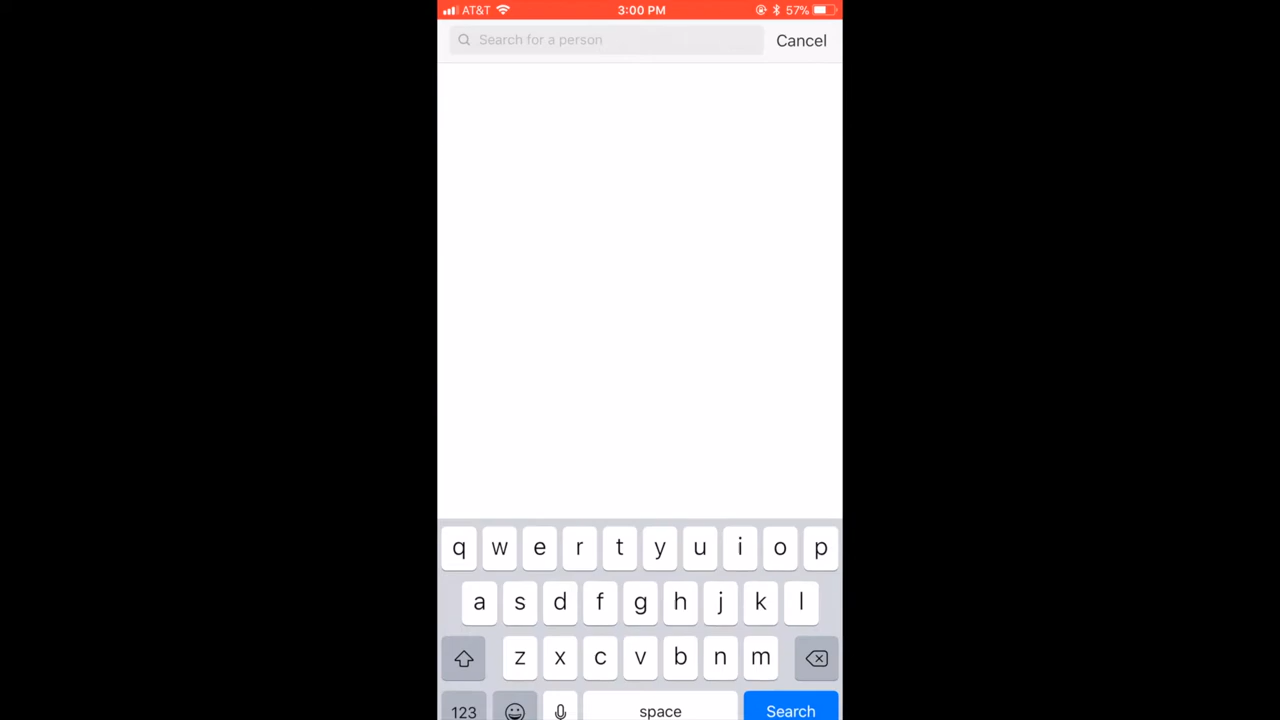 AT&T 3:00 PM 57%
Search for a person Cancel
q w e r t y u i o p
a s d f g h j k l
z x c v b n m
123 space Search